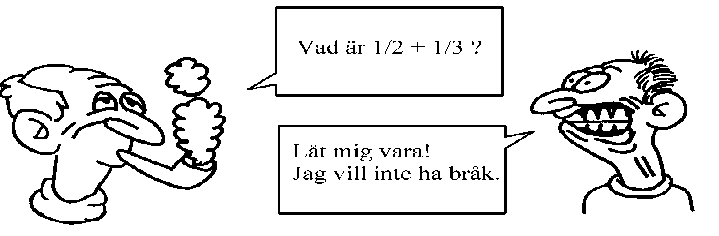 Vad är 1/2 + 1/3 ?
Låt mig vara!
Jag vill inte ha bråk.